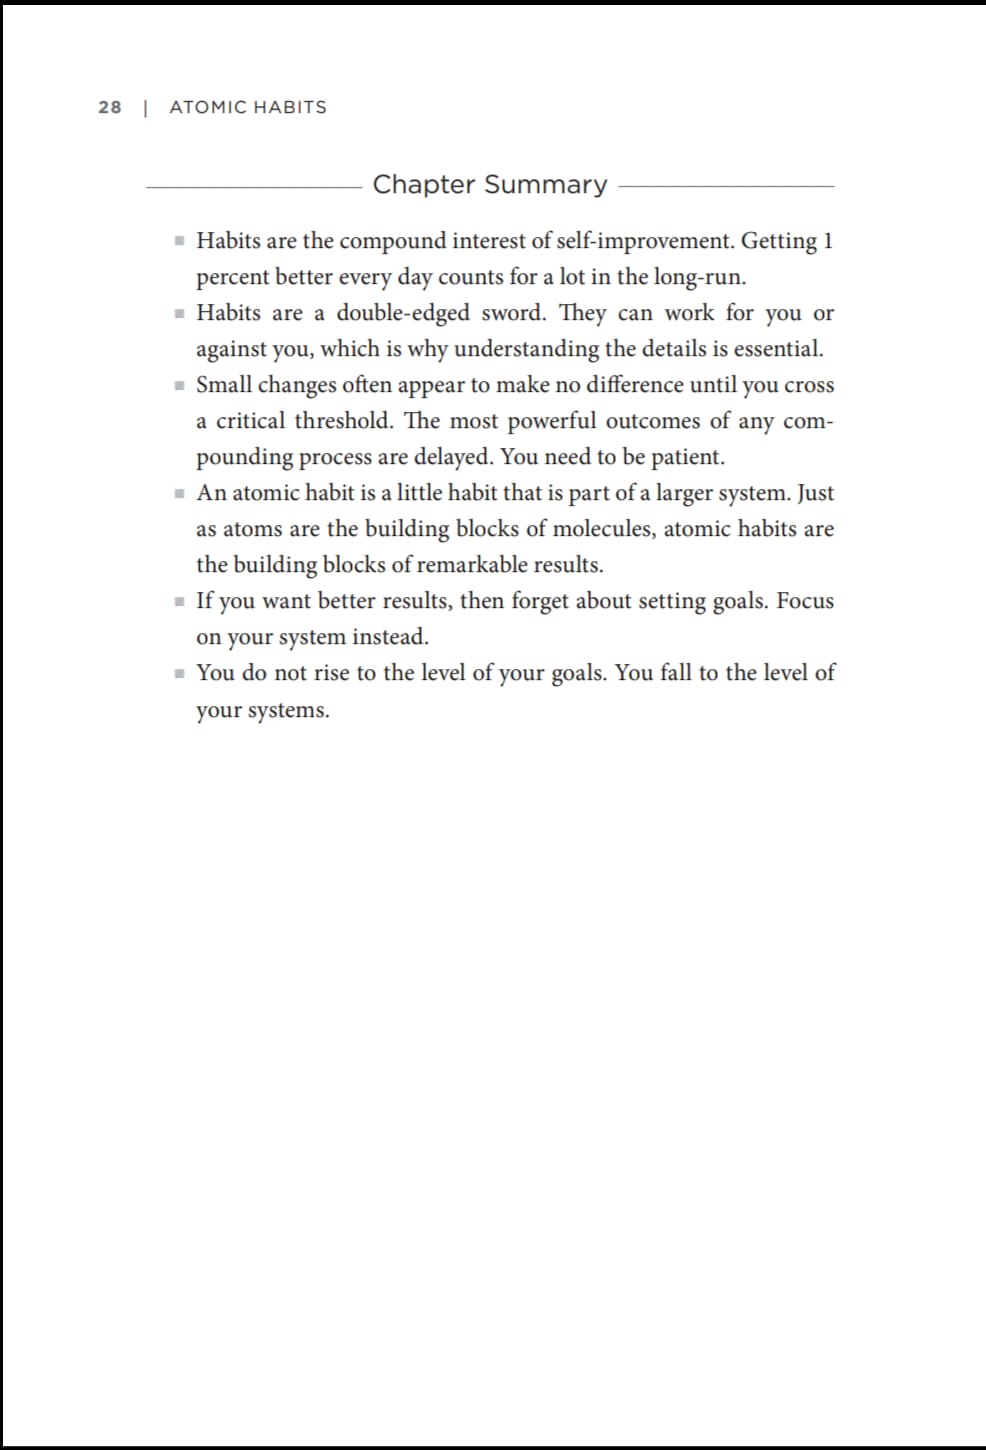 28 | ATOMIC HABITS
Chapter Summary
▪ Habits are the compound interest of self-improvement. Getting 1
percent better every day counts for a lot in the long-run.
▪ Habits are a double-edged sword. They can work for you or
against you, which is why understanding the details is essential.
▪ Small changes often appear to make no difference until you cross
a critical threshold. The most powerful outcomes of any com-
pounding process are delayed. You need to be patient.
▪ An atomic habit is a little habit that is part of a larger system. Just
as atoms are the building blocks of molecules, atomic habits are
the building blocks of remarkable results.
▪ If you want better results, then forget about setting goals. Focus
on your system instead.
▪ You do not rise to the level of your goals. You fall to the level of
your systems.